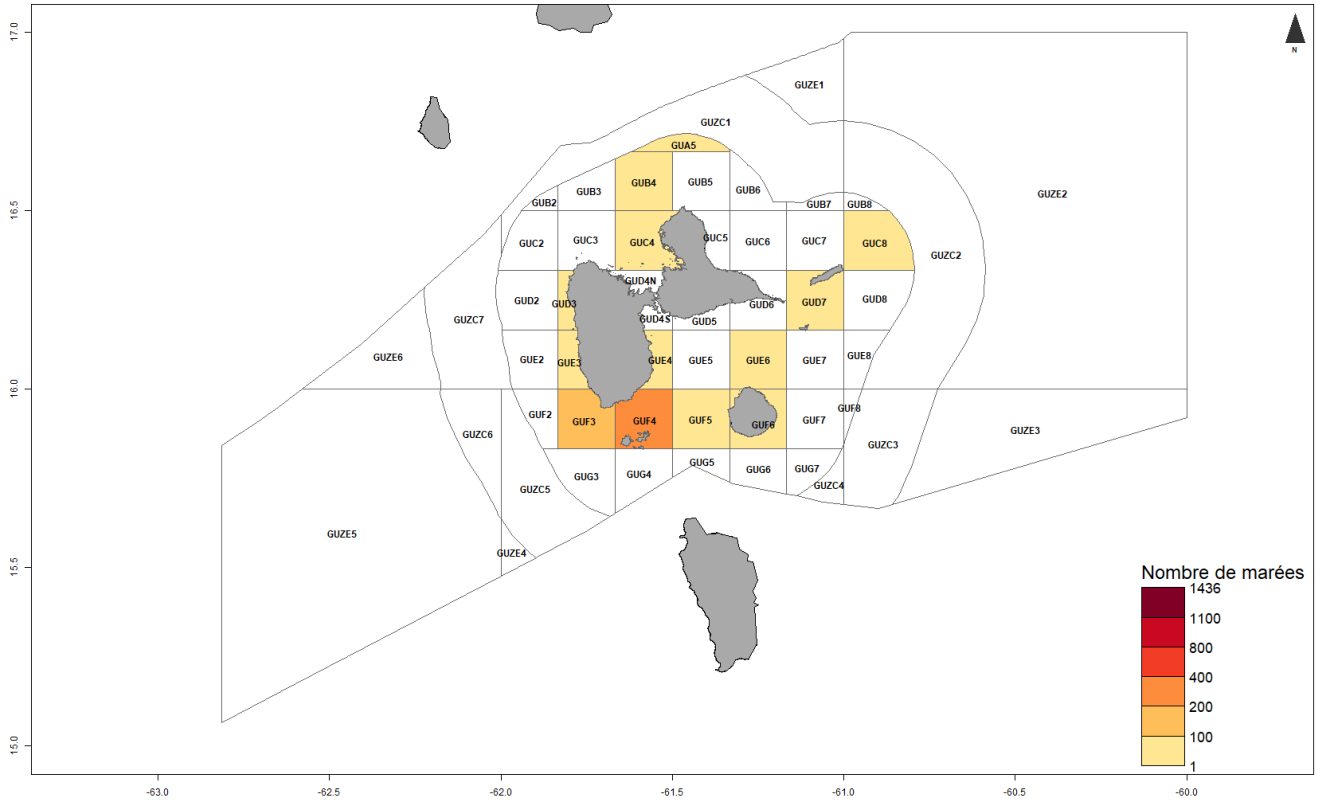 17.0
N
GUZE1
GUZC1
GUA5
GUB4
GUB5
GUB3
GUB6
GUB2
GUB7
GUB8
GUZE2
16.5
GUC2
GUC3
GUC4
GUC5
GUC6
GUC7
GUC8
GUZC2
GUD4N
GUD2
GUD3
GUD6
GUD7
GUD8
GUZC7
GUD4S
GUD5
GUZE6
GUE2
GUE3
GUE4
GUE5
GUE6
GUE7
GUE8
16.0
GUF2
GUF3
GUF4
GUF5
GUF6
GUF7
GUF8
GUZC6
GUZC3
GUZE3
GUG5
GUG3
GUG4
GUG6
GUG7
GUZC5
GUZC4
GUZE5
GUZE4
15.5
Nombre de marées
1436
1100
800
400
200
100
1
15.0
-63.0 -62.5 -62.0 -61.5 -61.0 -60.5 -60.0